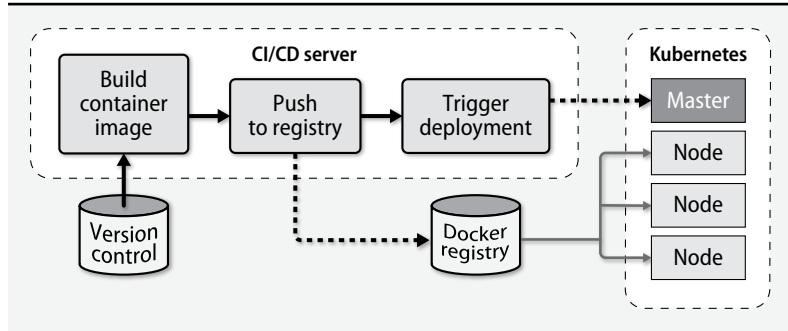 CI/CD server
Build
container
image
Push
to registry
Trigger
deployment
Version
control
Docker
registry
Kubernetes
Master
Node
Node
Node